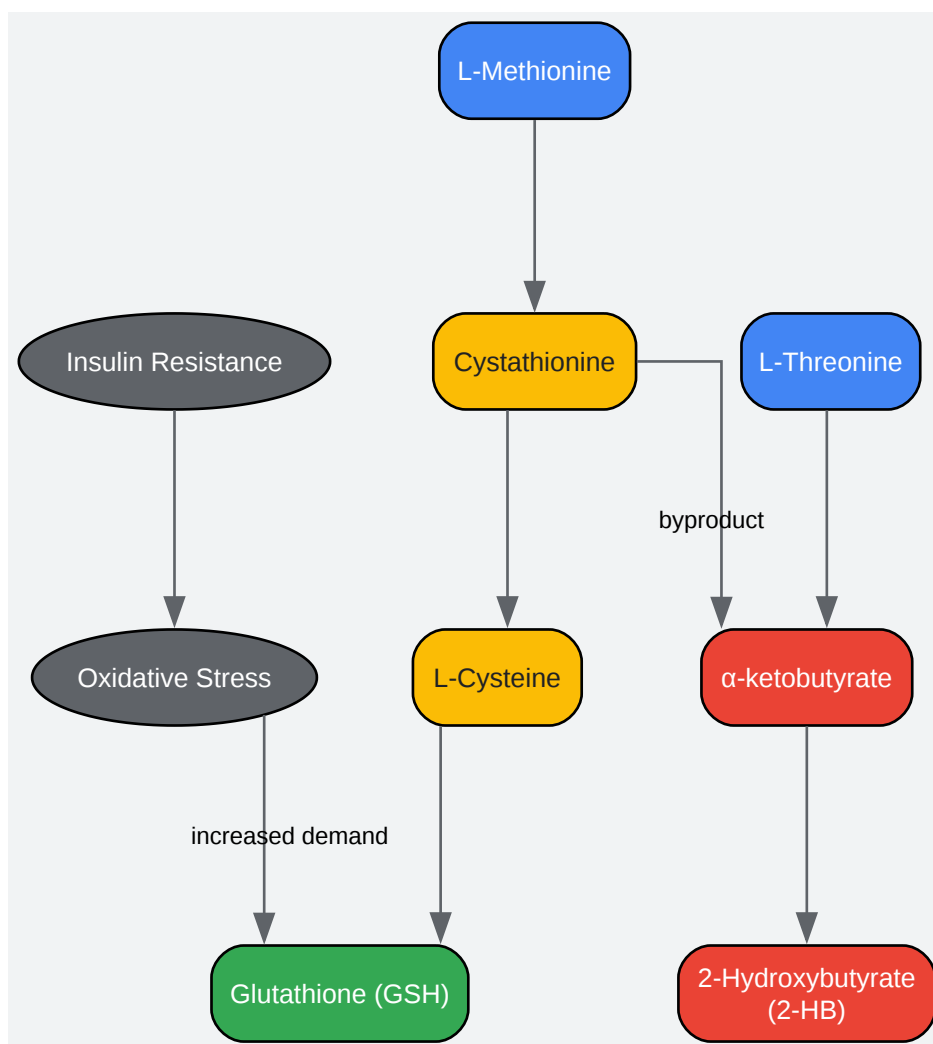 L-Methionine
Insulin Resistance
Cystathionine
L-Threonine
byproduct
Oxidative Stress
L-Cysteine
α-ketobutyrate
increased demand
Glutathione (GSH)
2-Hydroxybutyrate
(2-HB)